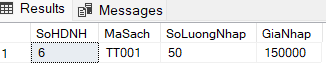 Results Messages
SoHDNH MaSach SoLuongNhap GiaNhap
1 6 TT001 50 150000